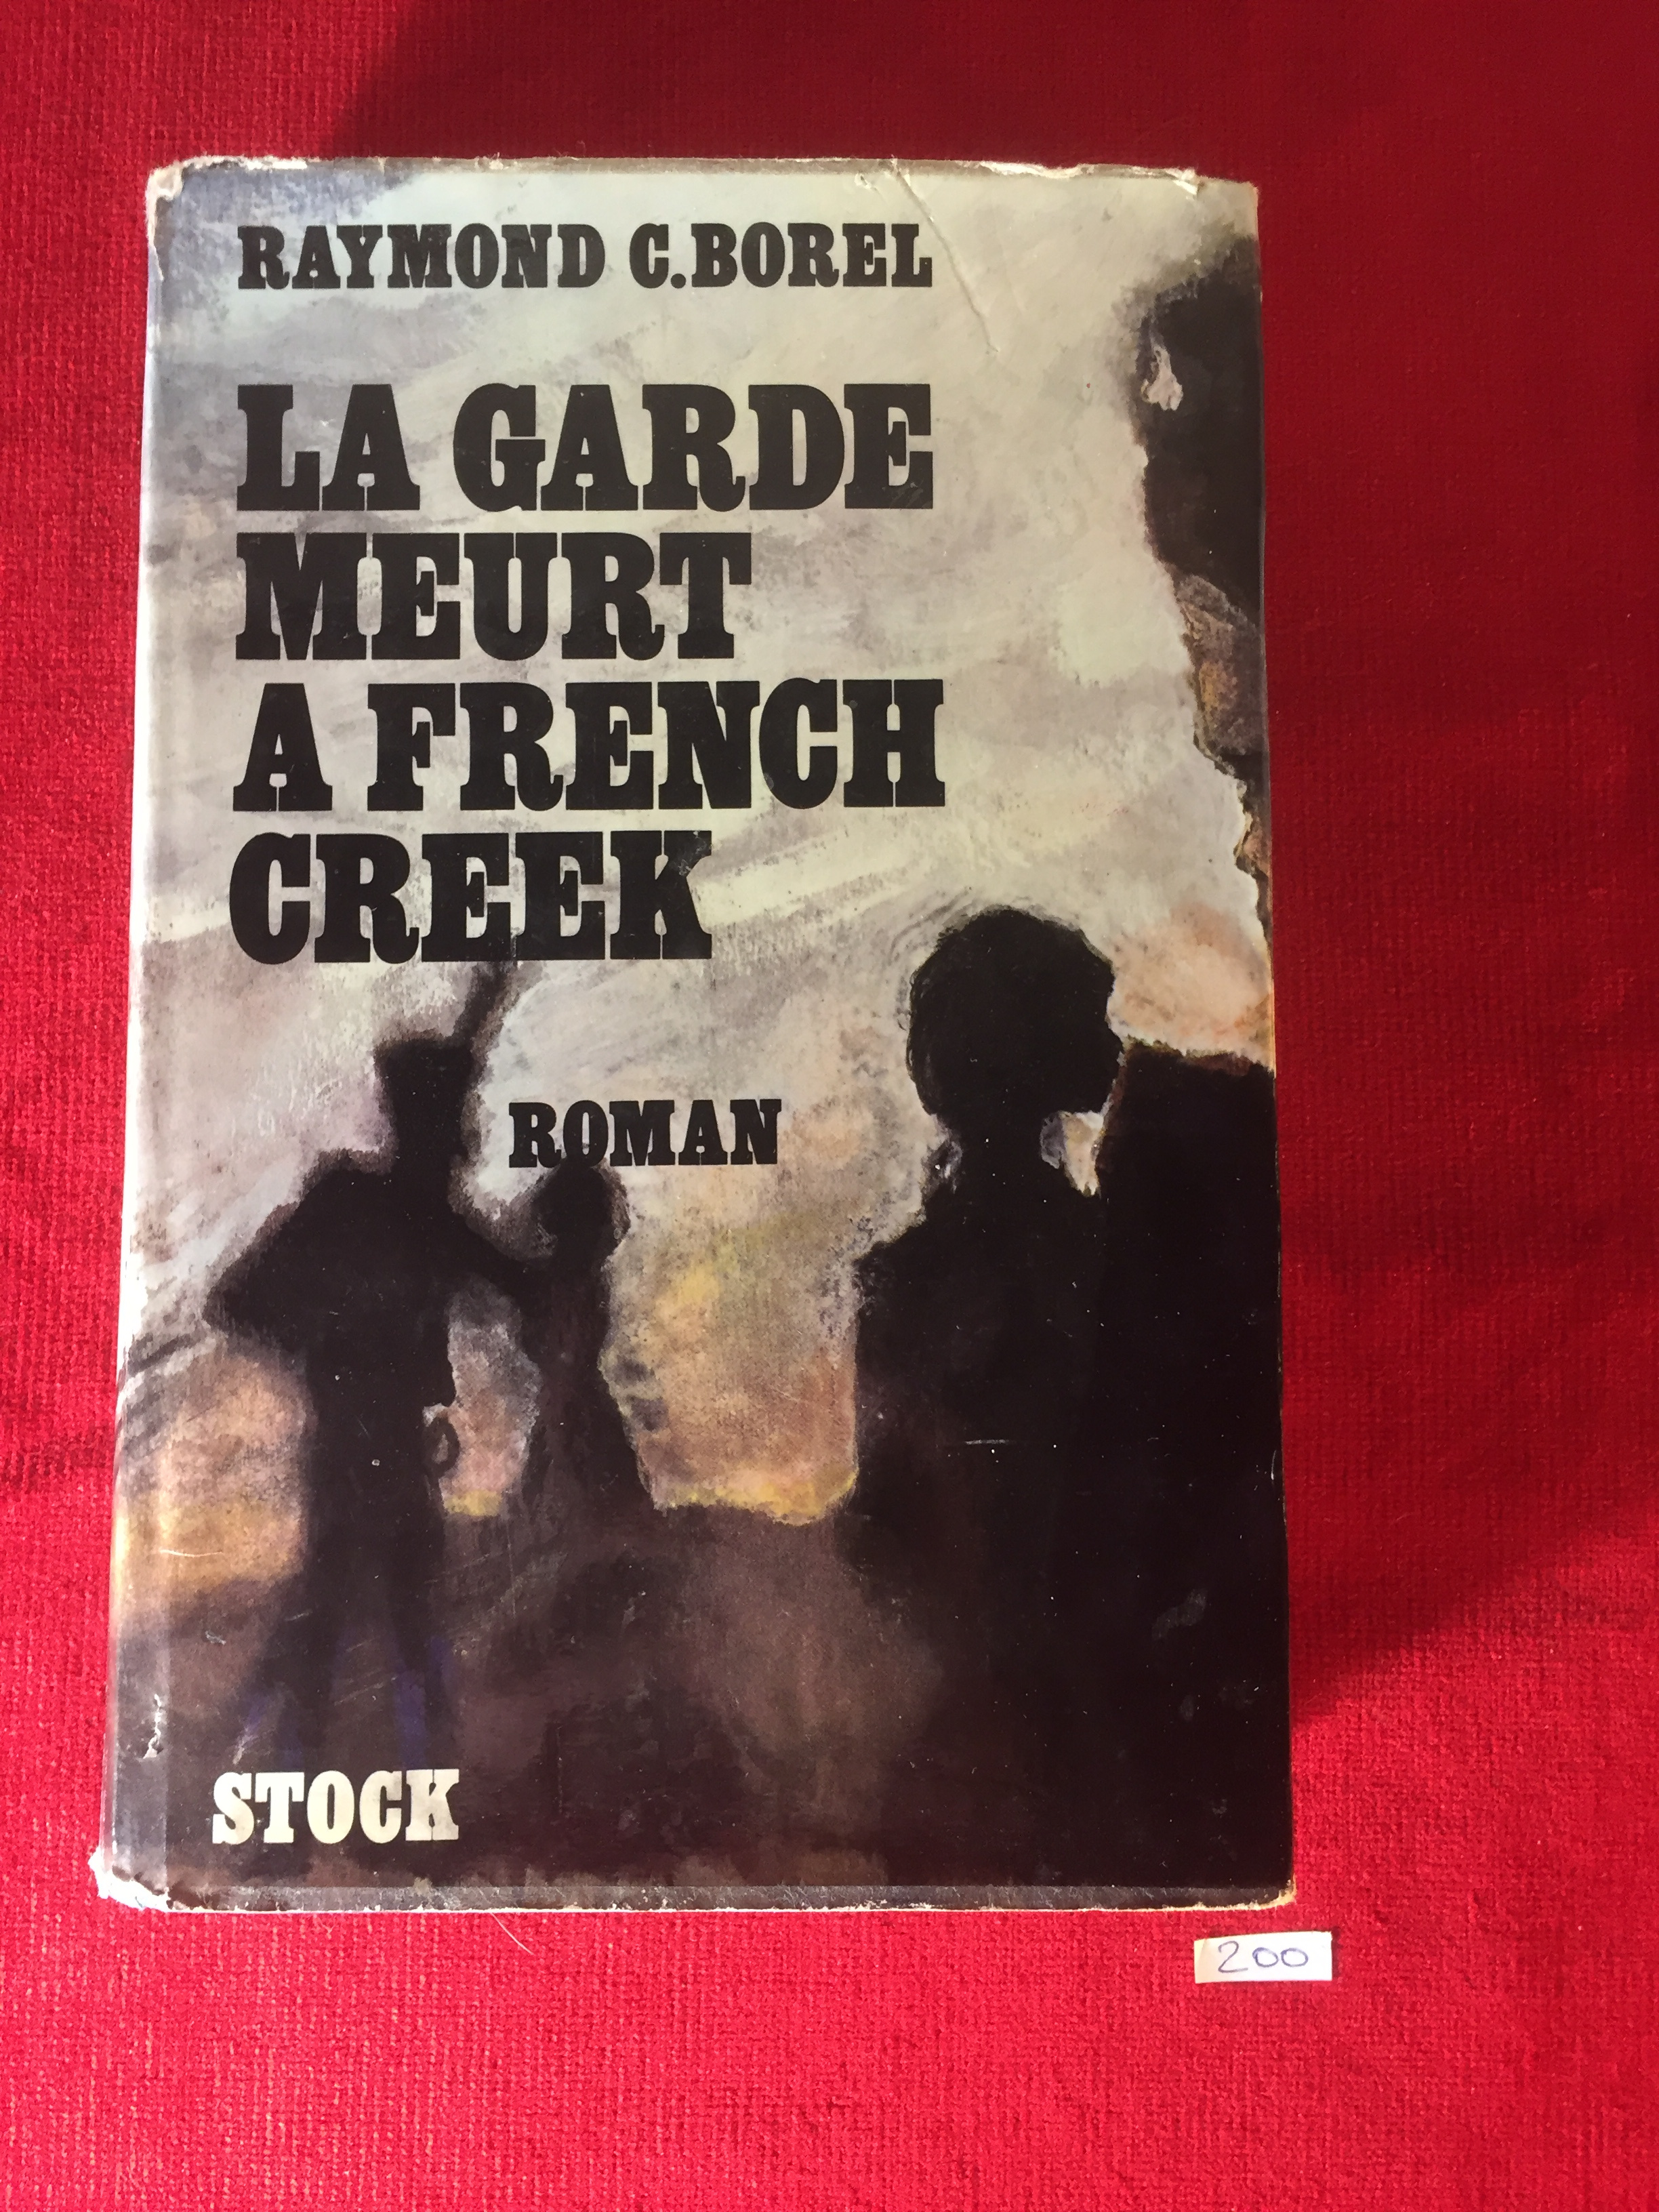 RAYMOND C.BOREL
LA GARDE
MEURT
A FRENCH
CREEK
ROMAN
STOCK
200